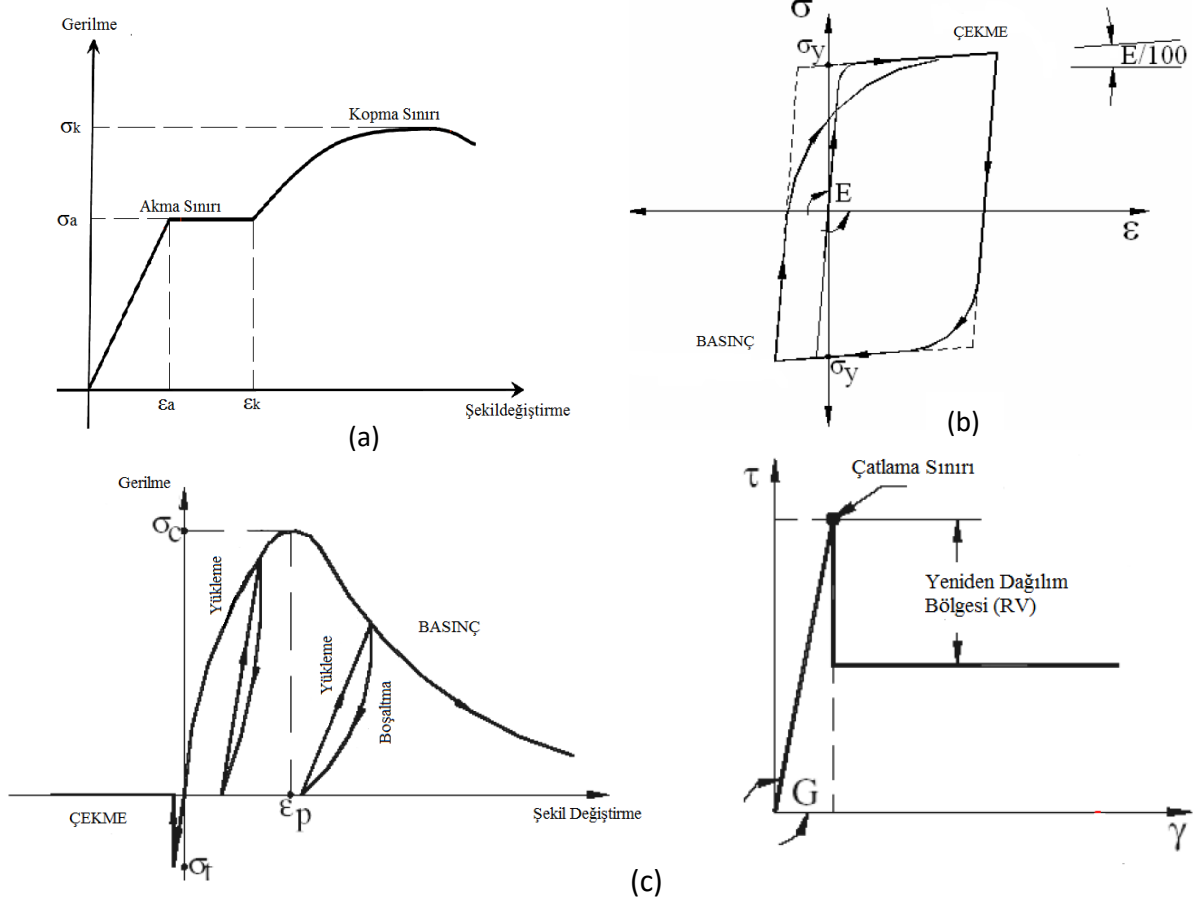 Gerilme
Kopma Sınırı
σk
Akma Sınırı
σa
εa
εk
Şekildeğiştirme
(a)
σ
σy
ÇEKME
E/100
E
ε
BASINÇ
σy
(b)
Gerilme
σC
Yükleme
Yükleme
Boşaltma
BASINÇ
ÇEKME
εp
Şekil Değiştirme
σt
τ
Çatlama Sınırı
Yeniden Dağılım
Bölgesi (RV)
G
γ
(c)